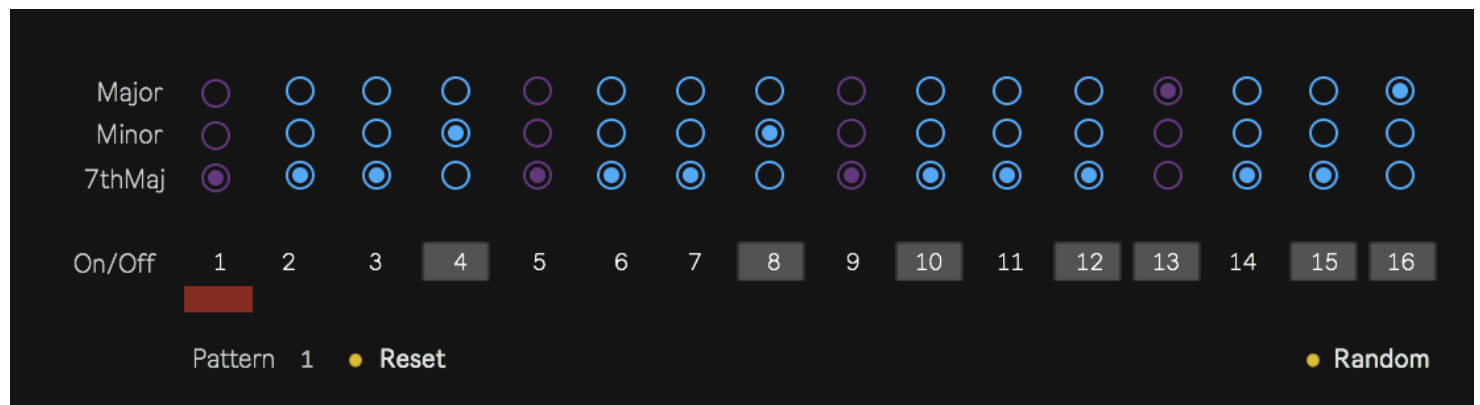 Major
Minor
7thMaj
On/Off 1 2 3 4 5 6 7 8 9 10 11 12 13 14 15 16
Pattern 1 Reset Random